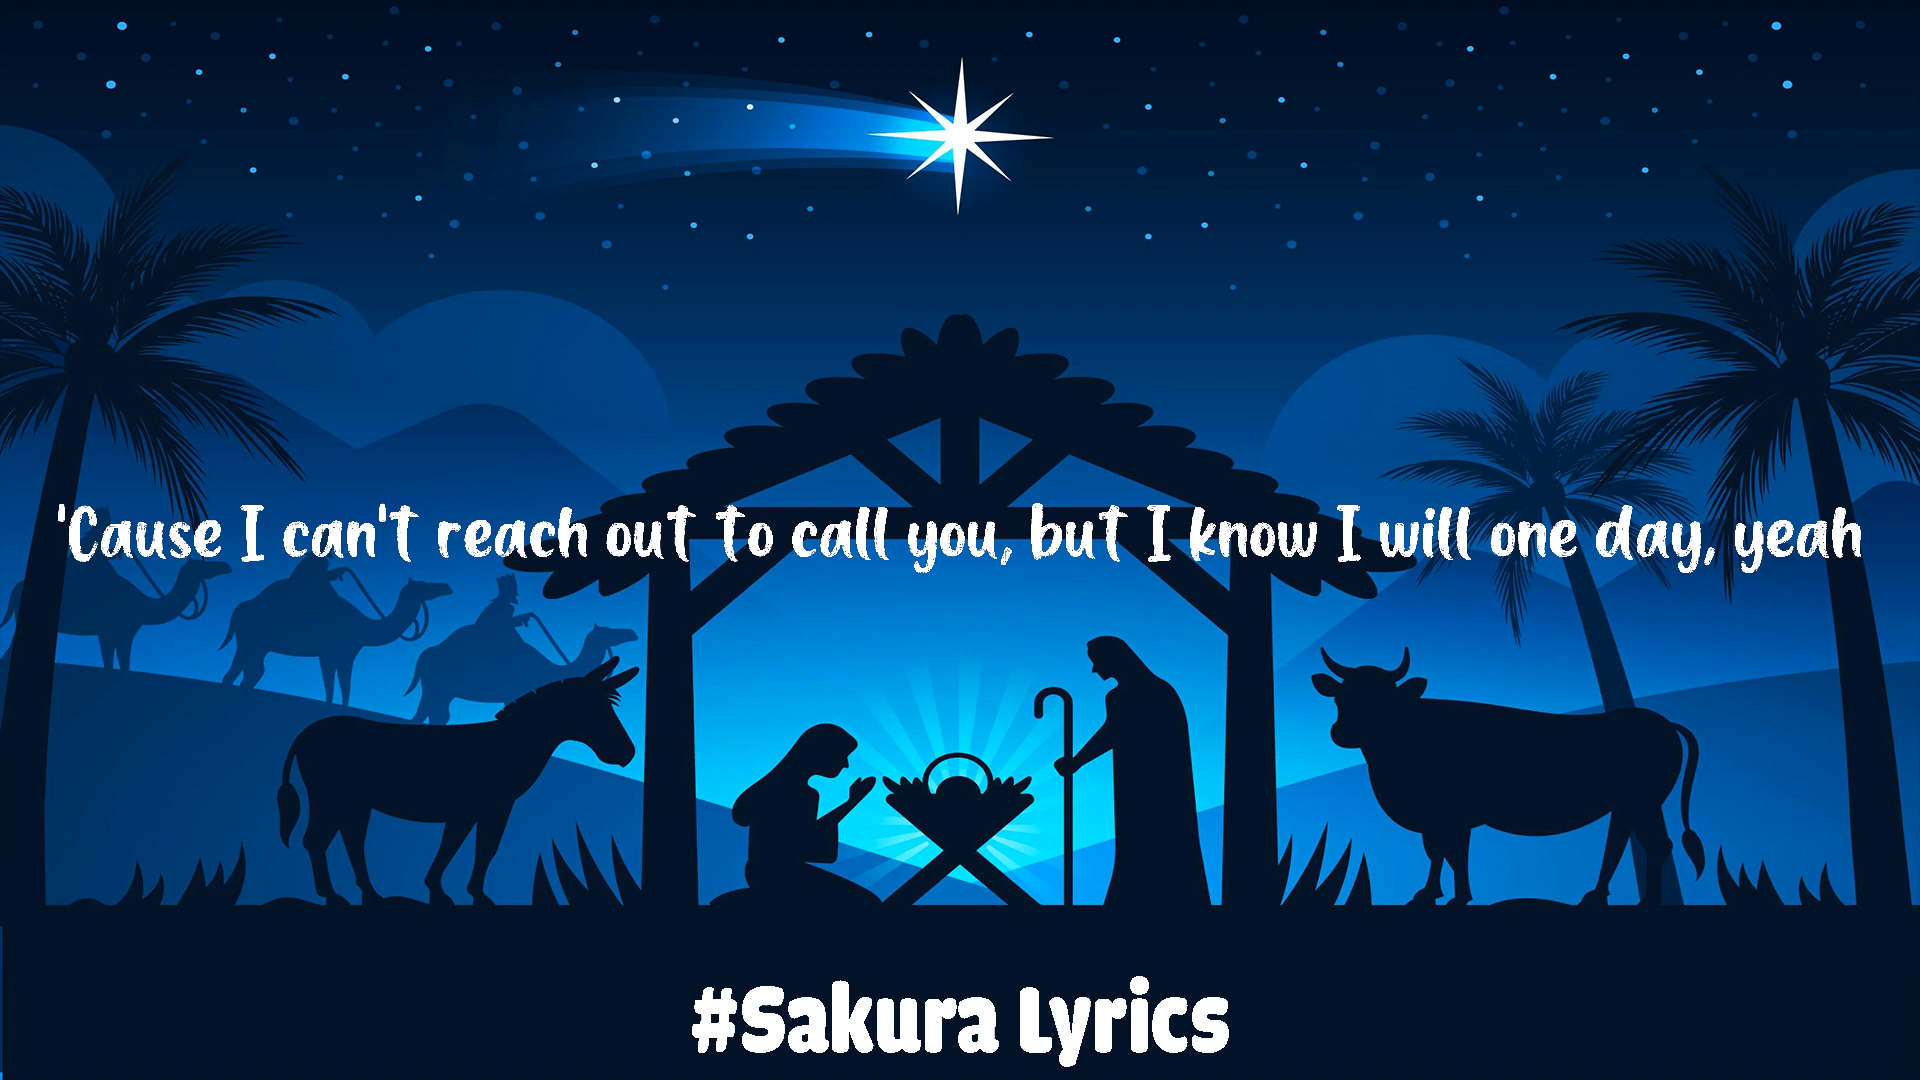 'Cause I can't reach out to call you, but I know I will one day, yeah
#Sakura Lyrics